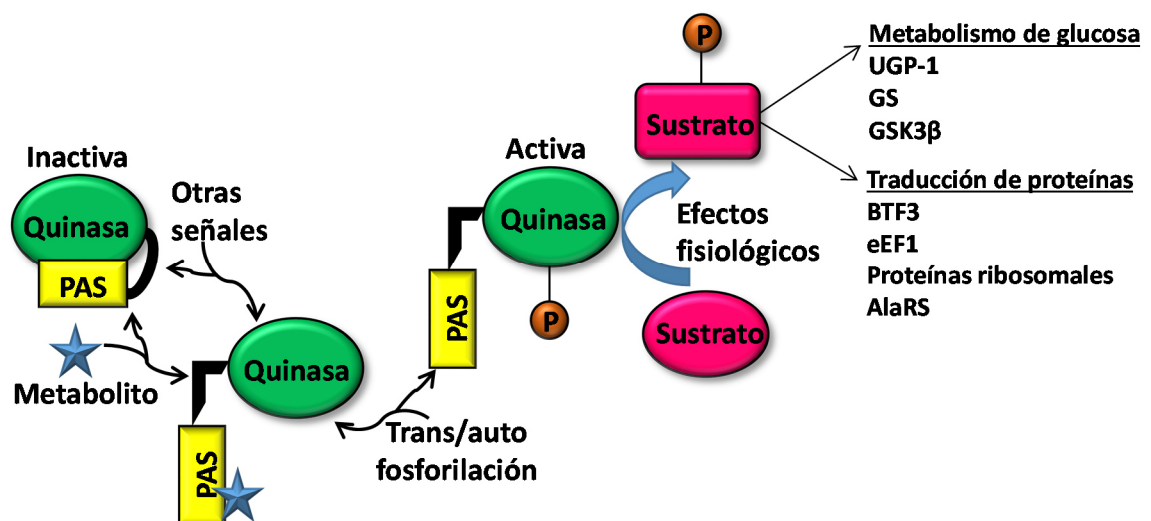 Inactiva
Quinasa
PAS
Otras
señales
Metabolito
Quinasa
PAS
Trans/auto
fosforilación
Activa
Quinasa
PAS
P
P
Sustrato
Efectos
fisiológicos
Sustrato
Metabolismo de glucosa
UGP-1
GS
GSK3β
Traducción de proteínas
BTF3
eEF1
Proteínas ribosomales
AlaRS